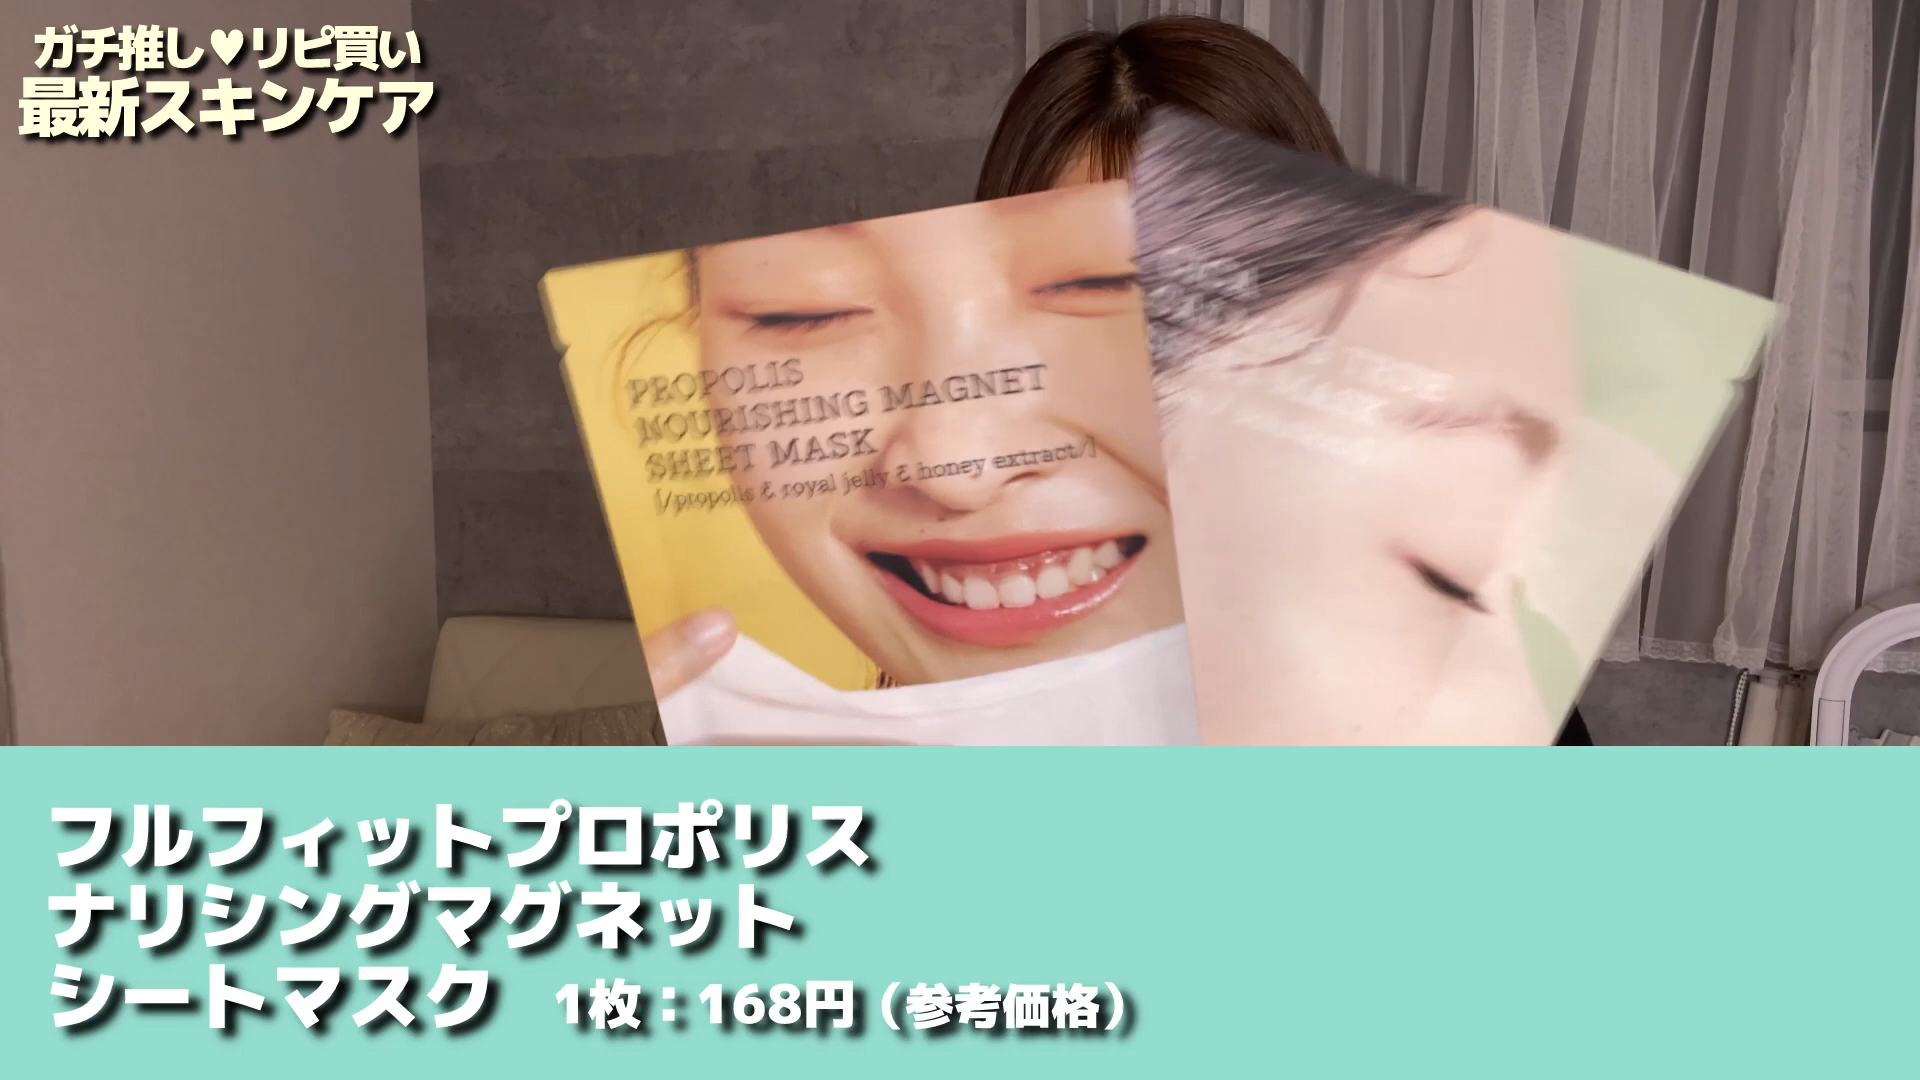 ガチ推し♥リピ買い
最新スキンケア
PROPOLIS
NOURISHING MAGNET
SHEET MASK
[/propolis & royal jelly & honey extract/]
フルフィットプロポリス
ナリシングマグネット
シートマスク 1枚：168円（参考価格）